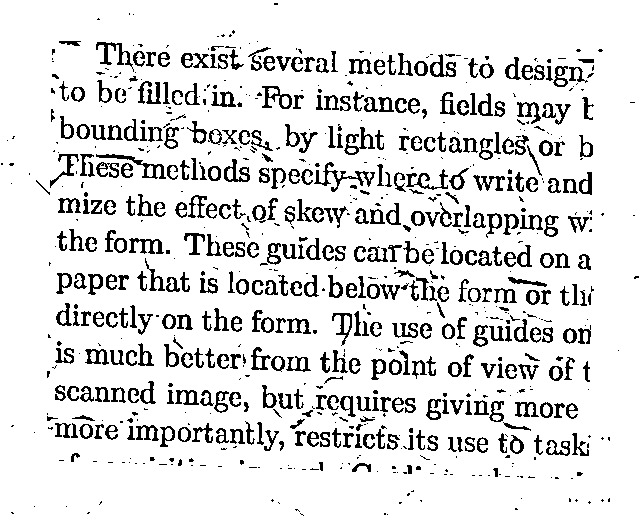 There exist several methods to design
to be filled in. For instance, fields may b
bounding boxes, by light rectangles or b
These methods specify where to write and
mize the effect of skew and overlapping wi
the form. These guides can be located on a
paper that is located below the form or the
directly on the form. The use of guides on
is much better from the point of view of t
scanned image, but requires giving more
more importantly, restricts its use to task